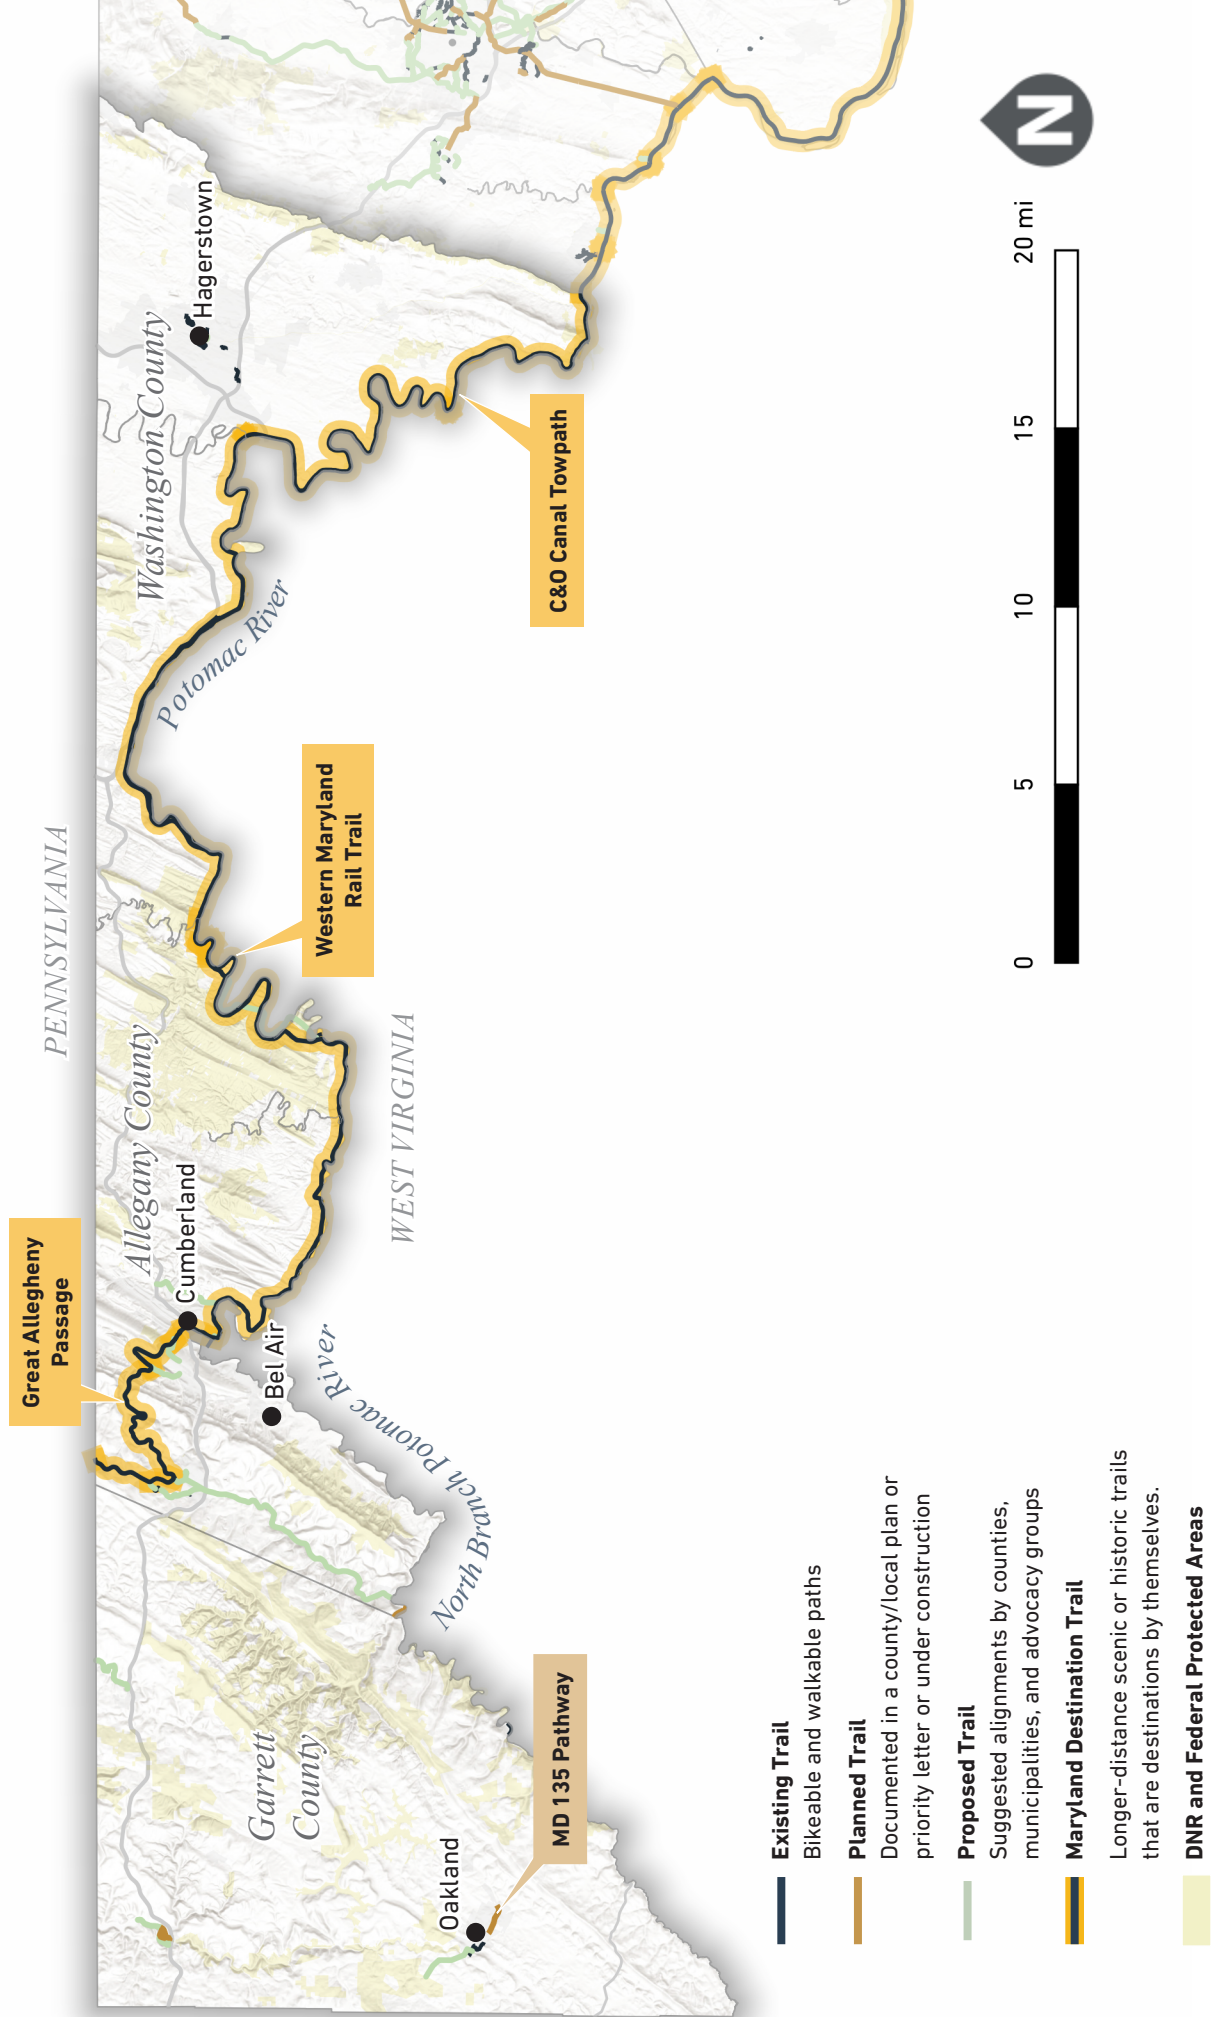 PENNSYLVANIA
Great Allegheny
Passage
Garrett
County
Allegany County
Washington County
Cumberland
Hagerstown
Bel Air
Oakland
Potomac River
North Branch Potomac River
WEST VIRGINIA
Western Maryland
Rail Trail
C&O Canal Towpath
MD 135 Pathway
Existing Trail
Bikeable and walkable paths
Planned Trail
Documented in a county/local plan or
priority letter or under construction
Proposed Trail
Suggested alignments by counties,
municipalities, and advocacy groups
Maryland Destination Trail
Longer-distance scenic or historic trails
that are destinations by themselves.
DNR and Federal Protected Areas
0 5 10 15 20 mi
N